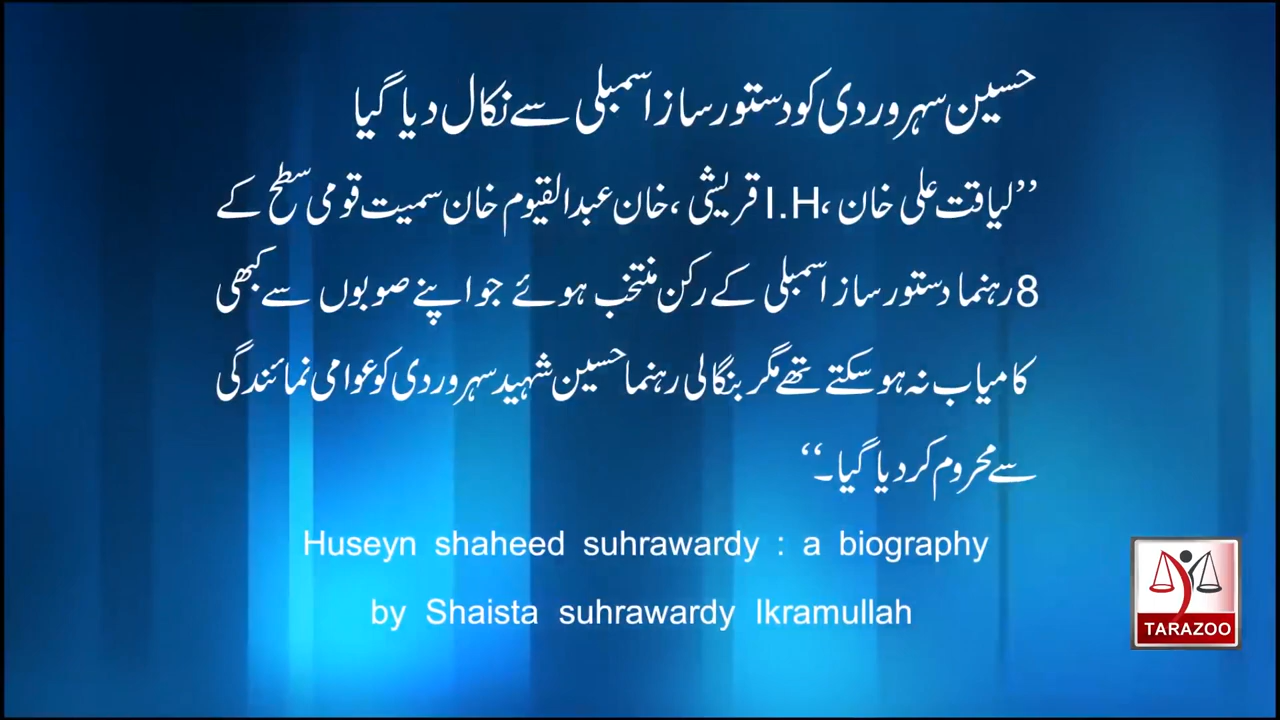 حسین سہروردی کو دستور ساز اسمبلی سے نکال دیا گیا
’’لیاقت علی خان، I.H قریشی، خان عبدالقیوم خان سمیت قومی سطح کے
8 رہنما دستور ساز اسمبلی کے رکن منتخب ہوئے جو اپنے صوبوں سے کبھی
کامیاب نہ ہو سکتے تھے مگر بنگالی رہنما حسین شہید سہروردی کو عوامی نمائندگی
سے محروم کر دیا گیا۔‘‘
Huseyn shaheed suhrawardy : a biography
by Shaista suhrawardy Ikramullah
TARAZOO